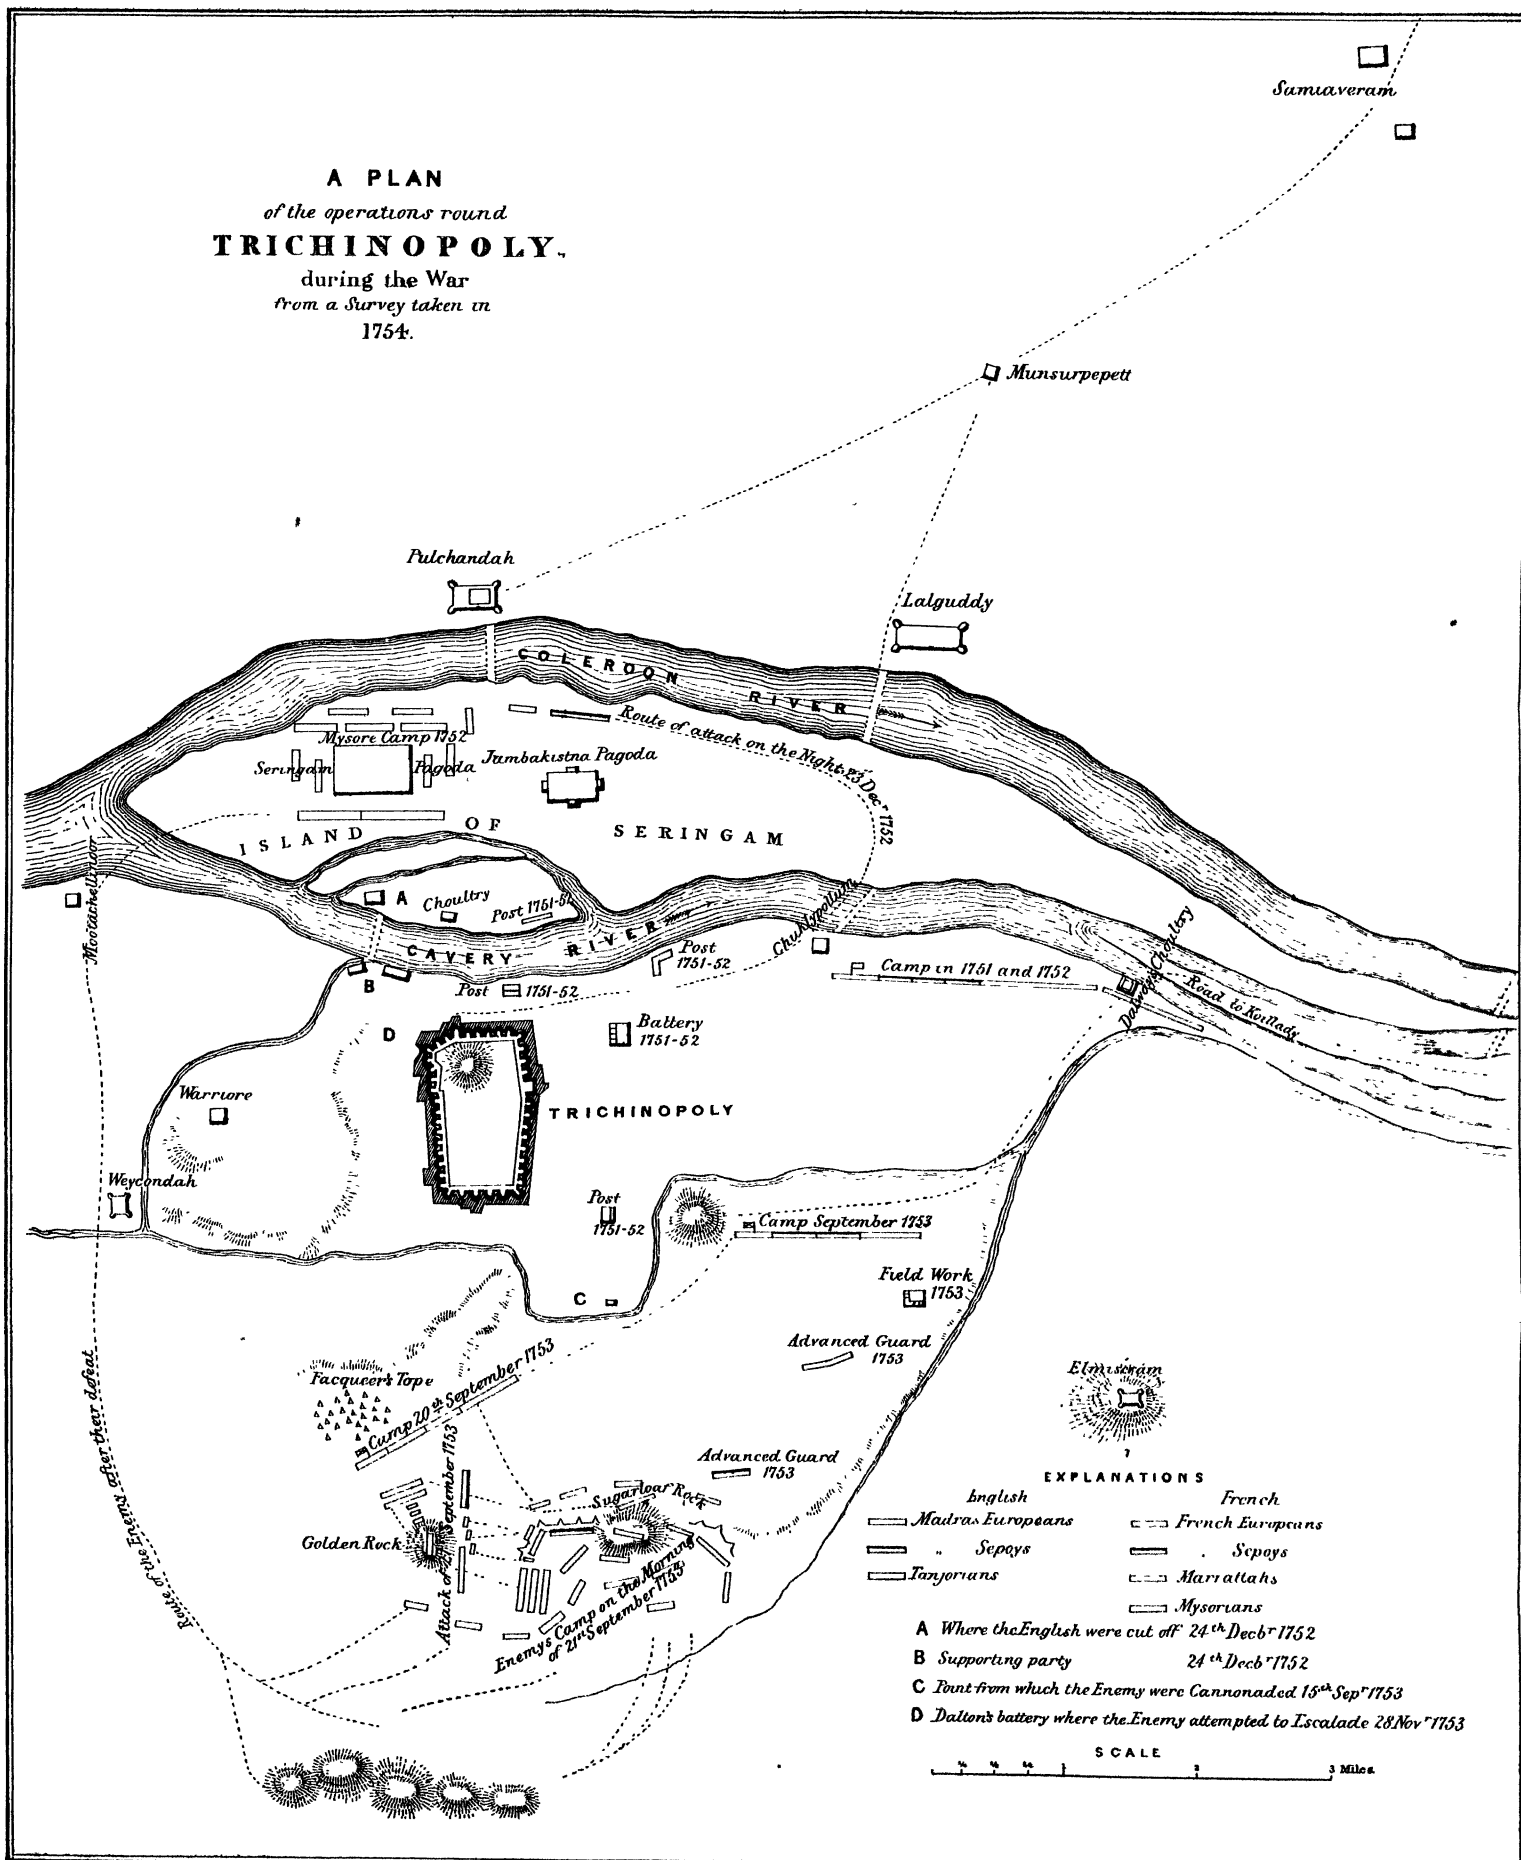 Samiaveram
A PLAN
of the operations round
TRICHINOPOLY.
during the War
from a Survey taken in
1754.
Munsurpepett
Pulchandah
Lalguddy
COLEROON RIVER
Route of attack on the Night 23 Decr 1752
Mysore Camp 1752
Seringam Pagoda
Jumbakistna Pagoda
ISLAND OF SERINGAM
Mootachellinoor
A
Choultry
Post 1751-52
CAVERY RIVER
Chuklypollum
Post
1751-52
B
Post 1751-52
Camp in 1751 and 1752
Choultry
Road to Koilady
D
Battery
1751-52
Warriore
TRICHINOPOLY
Weycondah
Post
1751-52
Camp September 1753
C
Field Work
1753
Advanced Guard
1753
Facqueer's Tope
Camp 20th September 1753
Elmiseram
Route of the Enemy after their defeat
Advanced Guard
1753
Sugarloaf Rock
Golden Rock
Attack of 21st September 1753
Enemys Camp on the Morning
of 21st September 1753
EXPLANATIONS
English French
Madras Europeans French Europeans
" Sepoys . Sepoys
Tanjorians Marrattahs
Mysorians
A Where the English were cut off 24th Decbr 1752
B Supporting party 24th Decbr 1752
C Point from which the Enemy were Cannonaded 15th Sepr 1753
D Dalton's battery where the Enemy attempted to Escalade 28 Novr 1753
SCALE
1 2 3 Miles.